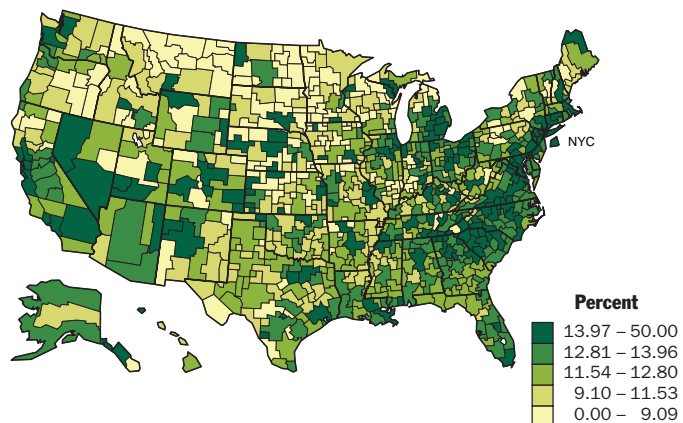 NYC
Percent
13.97 – 50.00
12.81 – 13.96
11.54 – 12.80
9.10 – 11.53
0.00 – 9.09